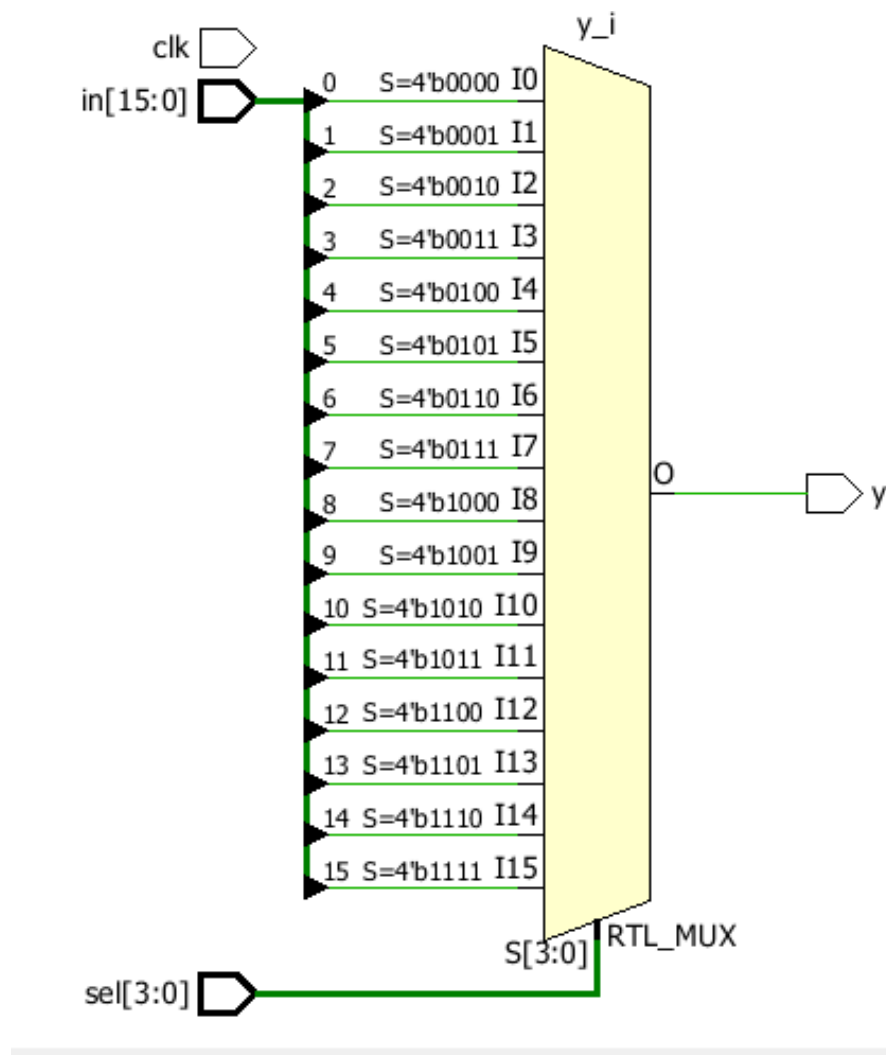 y_i
clk
in[15:0]
0 S=4'b0000 I0
1 S=4'b0001 I1
2 S=4'b0010 I2
3 S=4'b0011 I3
4 S=4'b0100 I4
5 S=4'b0101 I5
6 S=4'b0110 I6
7 S=4'b0111 I7
O
8 S=4'b1000 I8
y
9 S=4'b1001 I9
10 S=4'b1010 I10
11 S=4'b1011 I11
12 S=4'b1100 I12
13 S=4'b1101 I13
14 S=4'b1110 I14
15 S=4'b1111 I15
RTL_MUX
S[3:0]
sel[3:0]